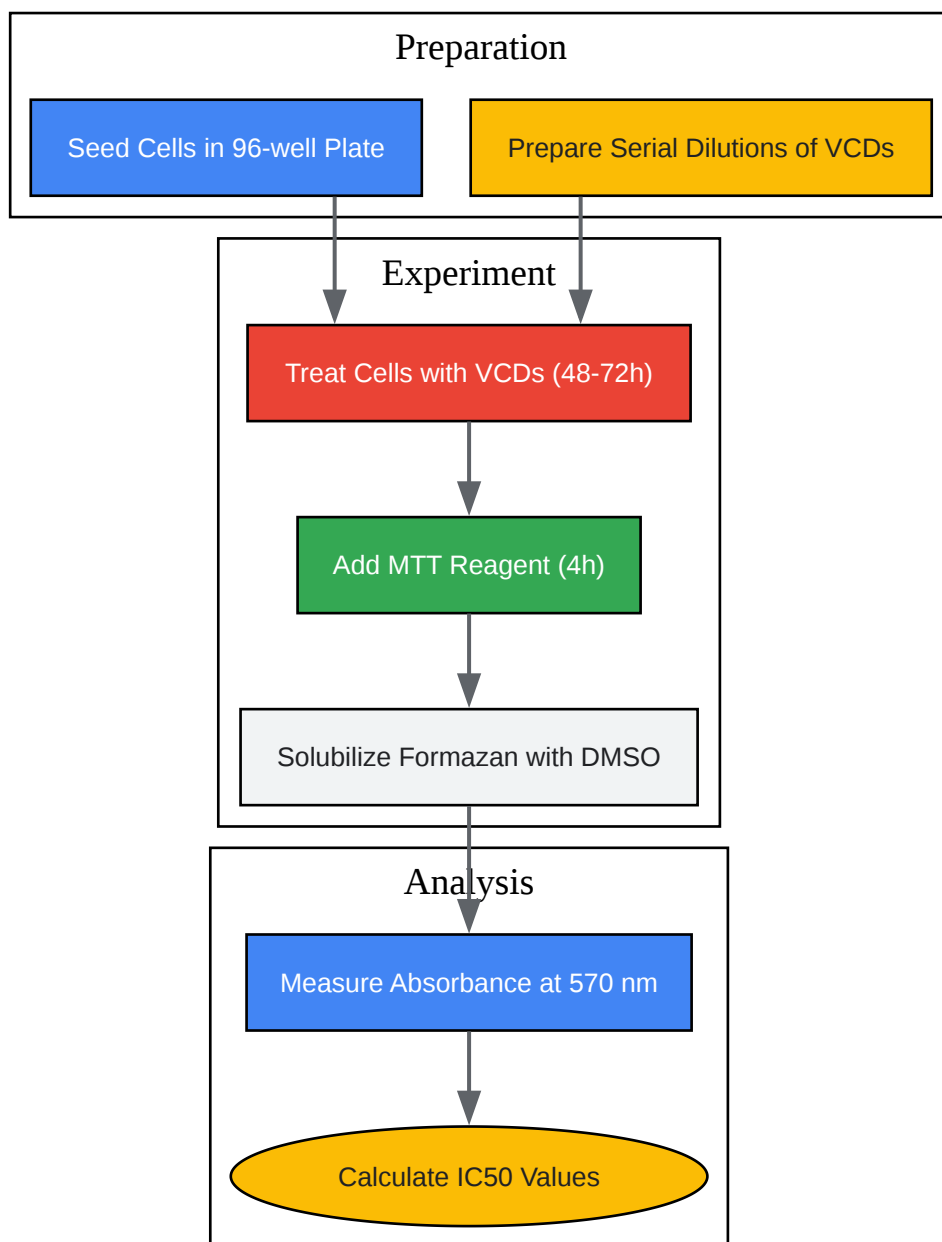 Preparation
Seed Cells in 96-well Plate
Prepare Serial Dilutions of VCDs
Experiment
Treat Cells with VCDs (48-72h)
Add MTT Reagent (4h)
Solubilize Formazan with DMSO
Analysis
Measure Absorbance at 570 nm
Calculate IC50 Values